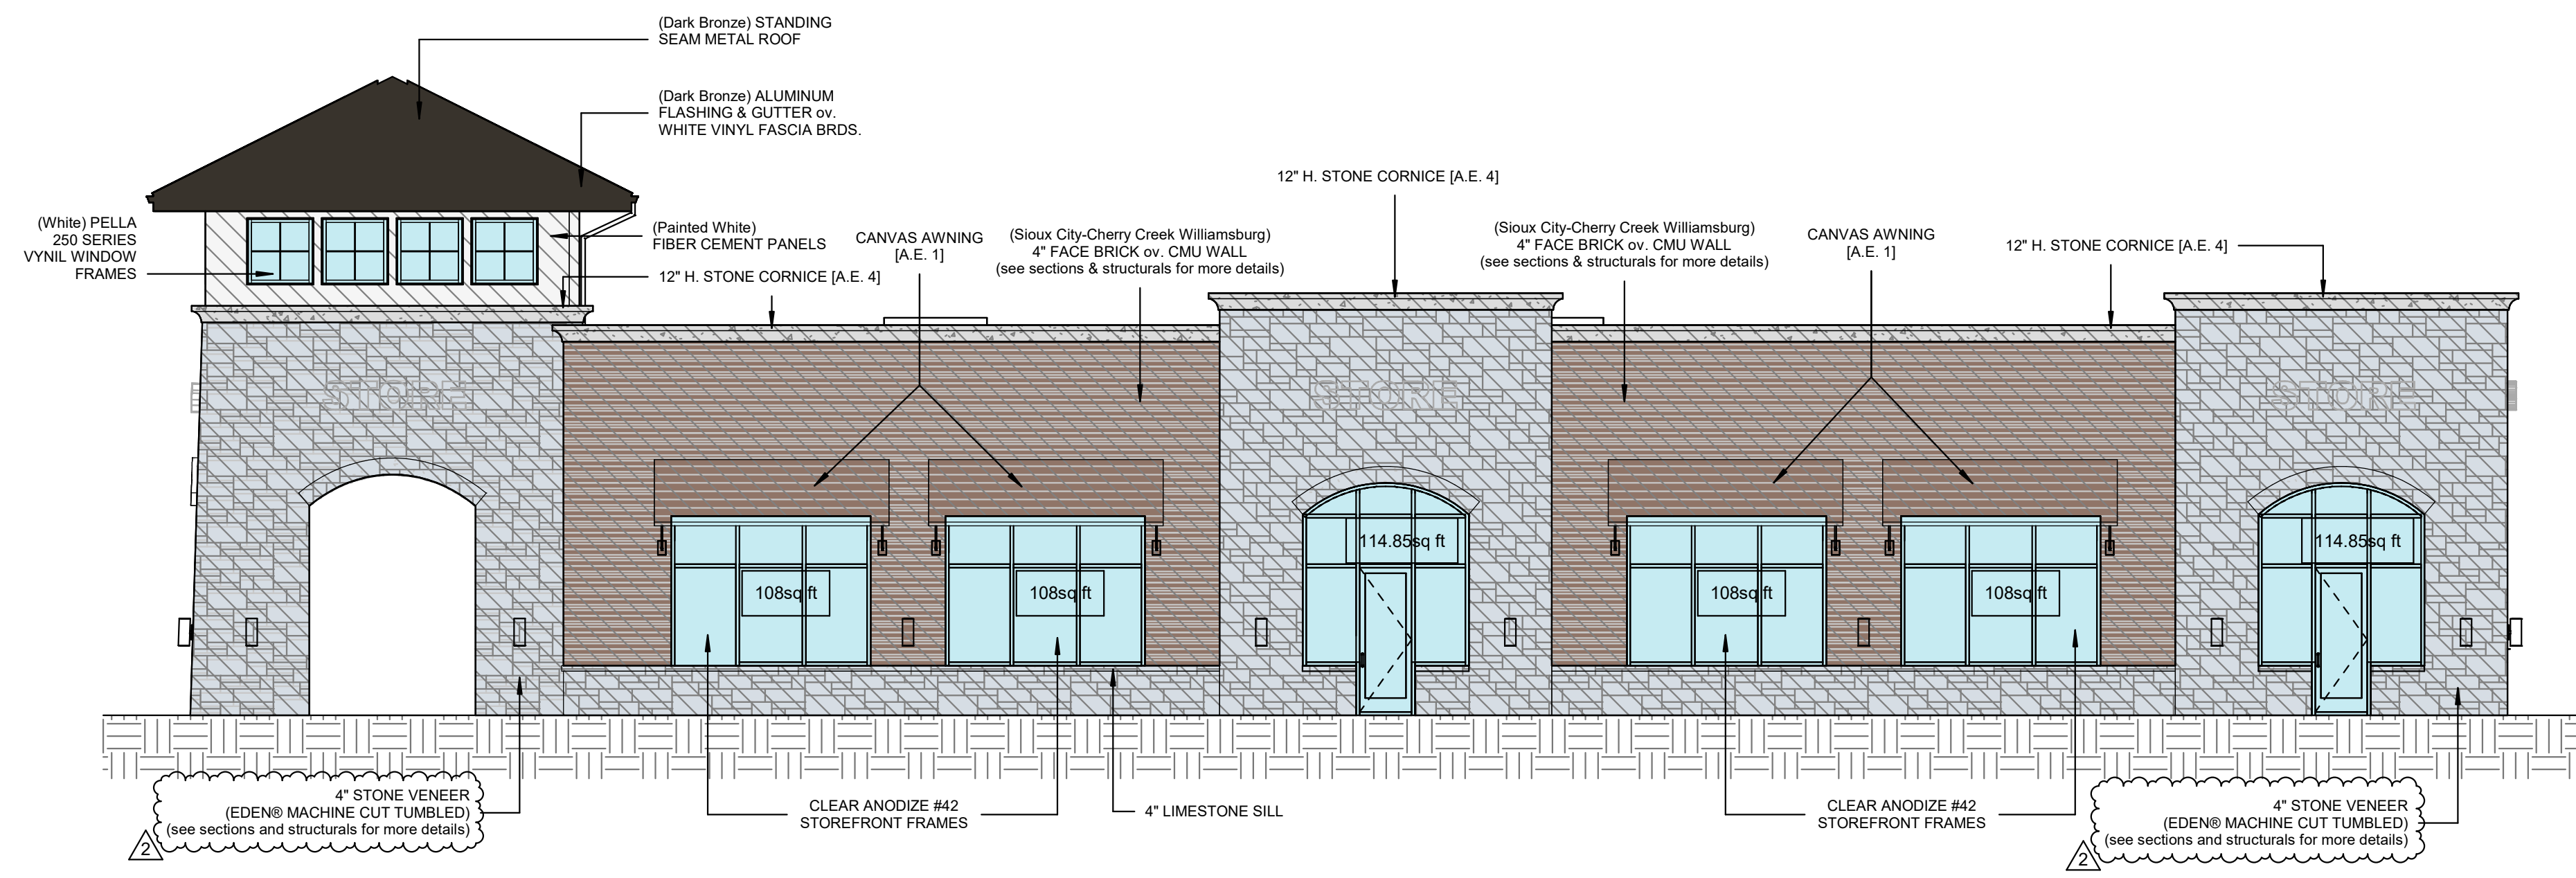 (Dark Bronze) STANDING
SEAM METAL ROOF
(Dark Bronze) ALUMINUM
FLASHING & GUTTER ov.
WHITE VINYL FASCIA BRDS.
(White) PELLA
250 SERIES
VYNIL WINDOW
FRAMES
(Painted White)
FIBER CEMENT PANELS
12" H. STONE CORNICE [A.E. 4]
CANVAS AWNING
[A.E. 1]
(Sioux City-Cherry Creek Williamsburg)
4" FACE BRICK ov. CMU WALL
(see sections & structurals for more details)
12" H. STONE CORNICE [A.E. 4]
(Sioux City-Cherry Creek Williamsburg)
4" FACE BRICK ov. CMU WALL
(see sections & structurals for more details)
CANVAS AWNING
[A.E. 1]
12" H. STONE CORNICE [A.E. 4]
STORE
STORE
STORE
108sq ft
108sq ft
114.85sq ft
108sq ft
108sq ft
114.85sq ft
4" STONE VENEER
(EDEN® MACHINE CUT TUMBLED)
(see sections and structurals for more details)
2
CLEAR ANODIZE #42
STOREFRONT FRAMES
4" LIMESTONE SILL
CLEAR ANODIZE #42
STOREFRONT FRAMES
4" STONE VENEER
(EDEN® MACHINE CUT TUMBLED)
(see sections and structurals for more details)
2